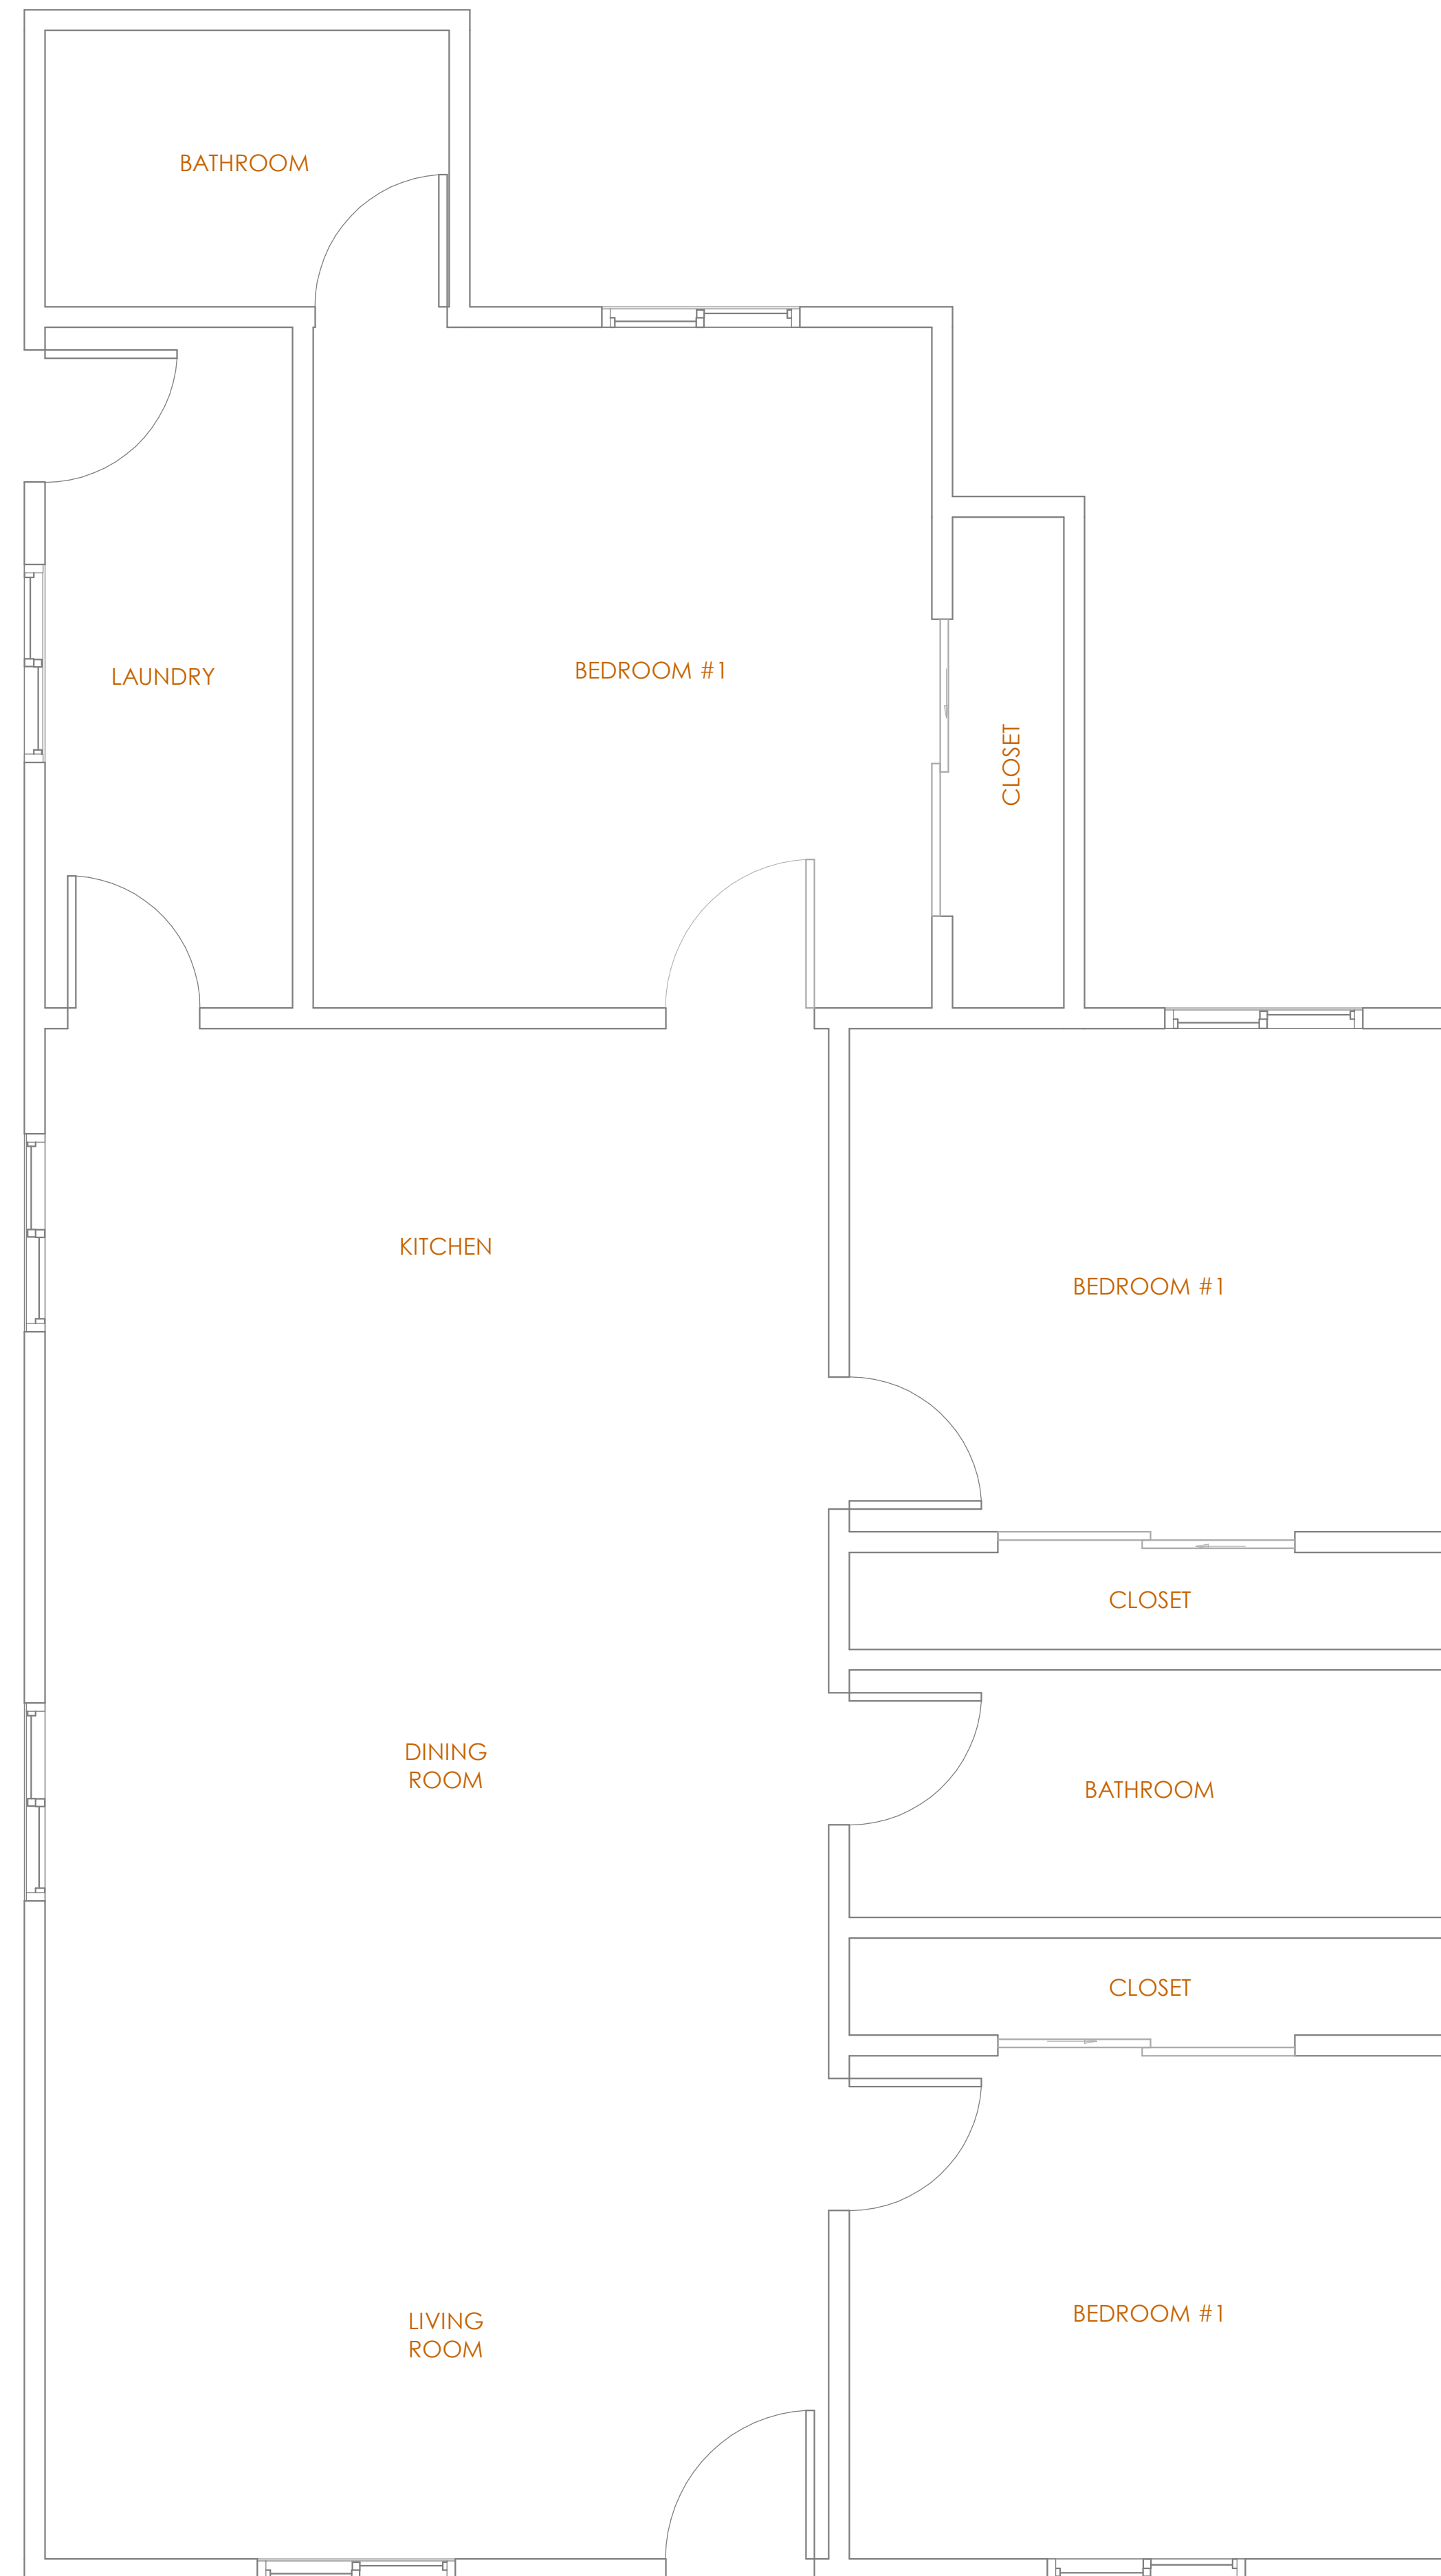 BATHROOM
LAUNDRY
BEDROOM #1
CLOSET
KITCHEN
BEDROOM #1
CLOSET
DINING
ROOM
BATHROOM
CLOSET
LIVING
ROOM
BEDROOM #1